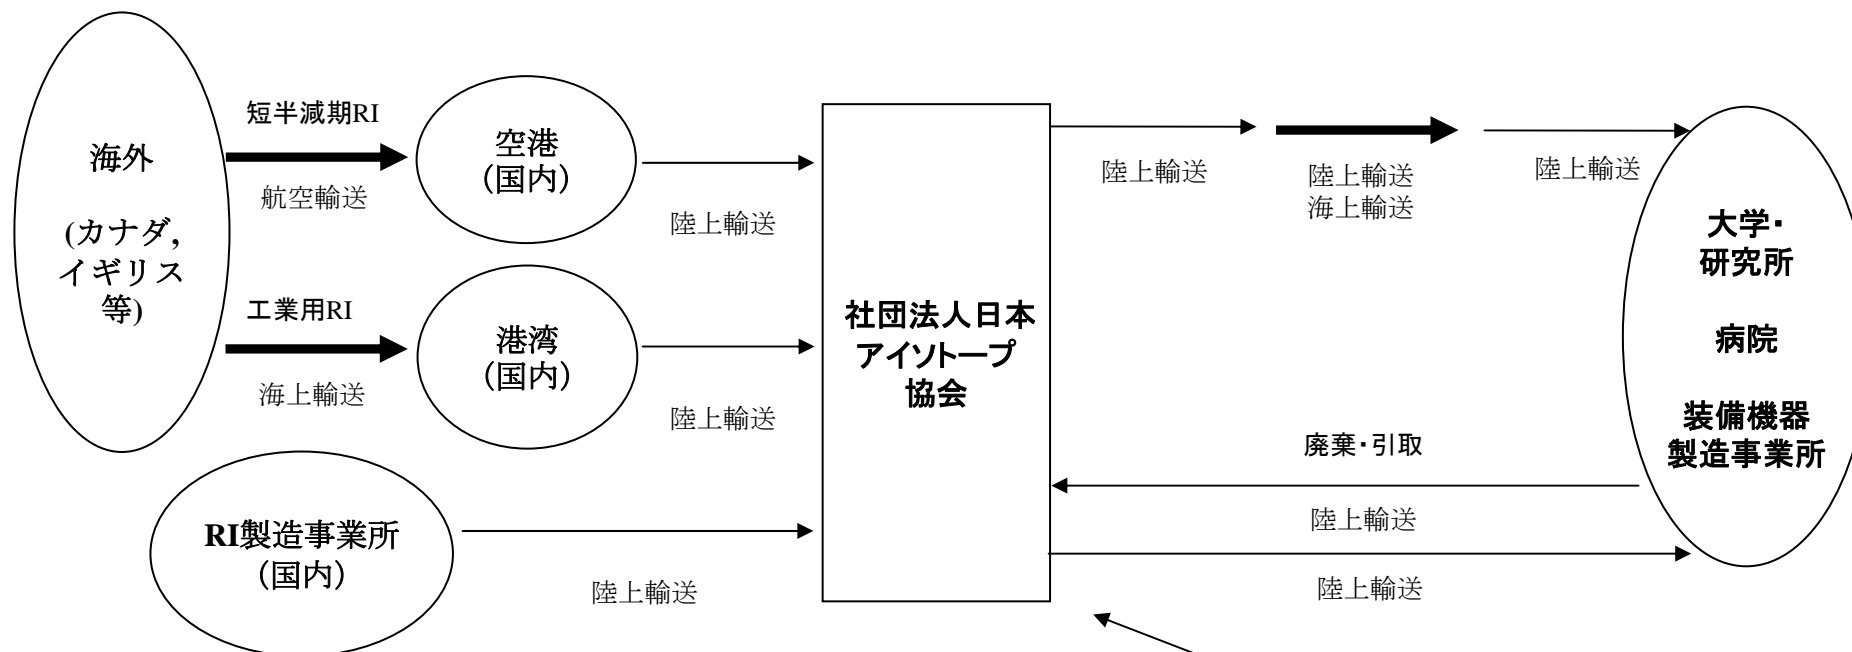 海外
(カナダ,
イギリス
等)
短半減期RI
航空輸送
空港
(国内)
陸上輸送
工業用RI
海上輸送
港湾
(国内)
陸上輸送
RI製造事業所
(国内)
陸上輸送
社団法人日本
アイソトープ
協会
陸上輸送
陸上輸送
海上輸送
陸上輸送
廃棄・引取
陸上輸送
陸上輸送
大学・
研究所
病院
装備機器
製造事業所